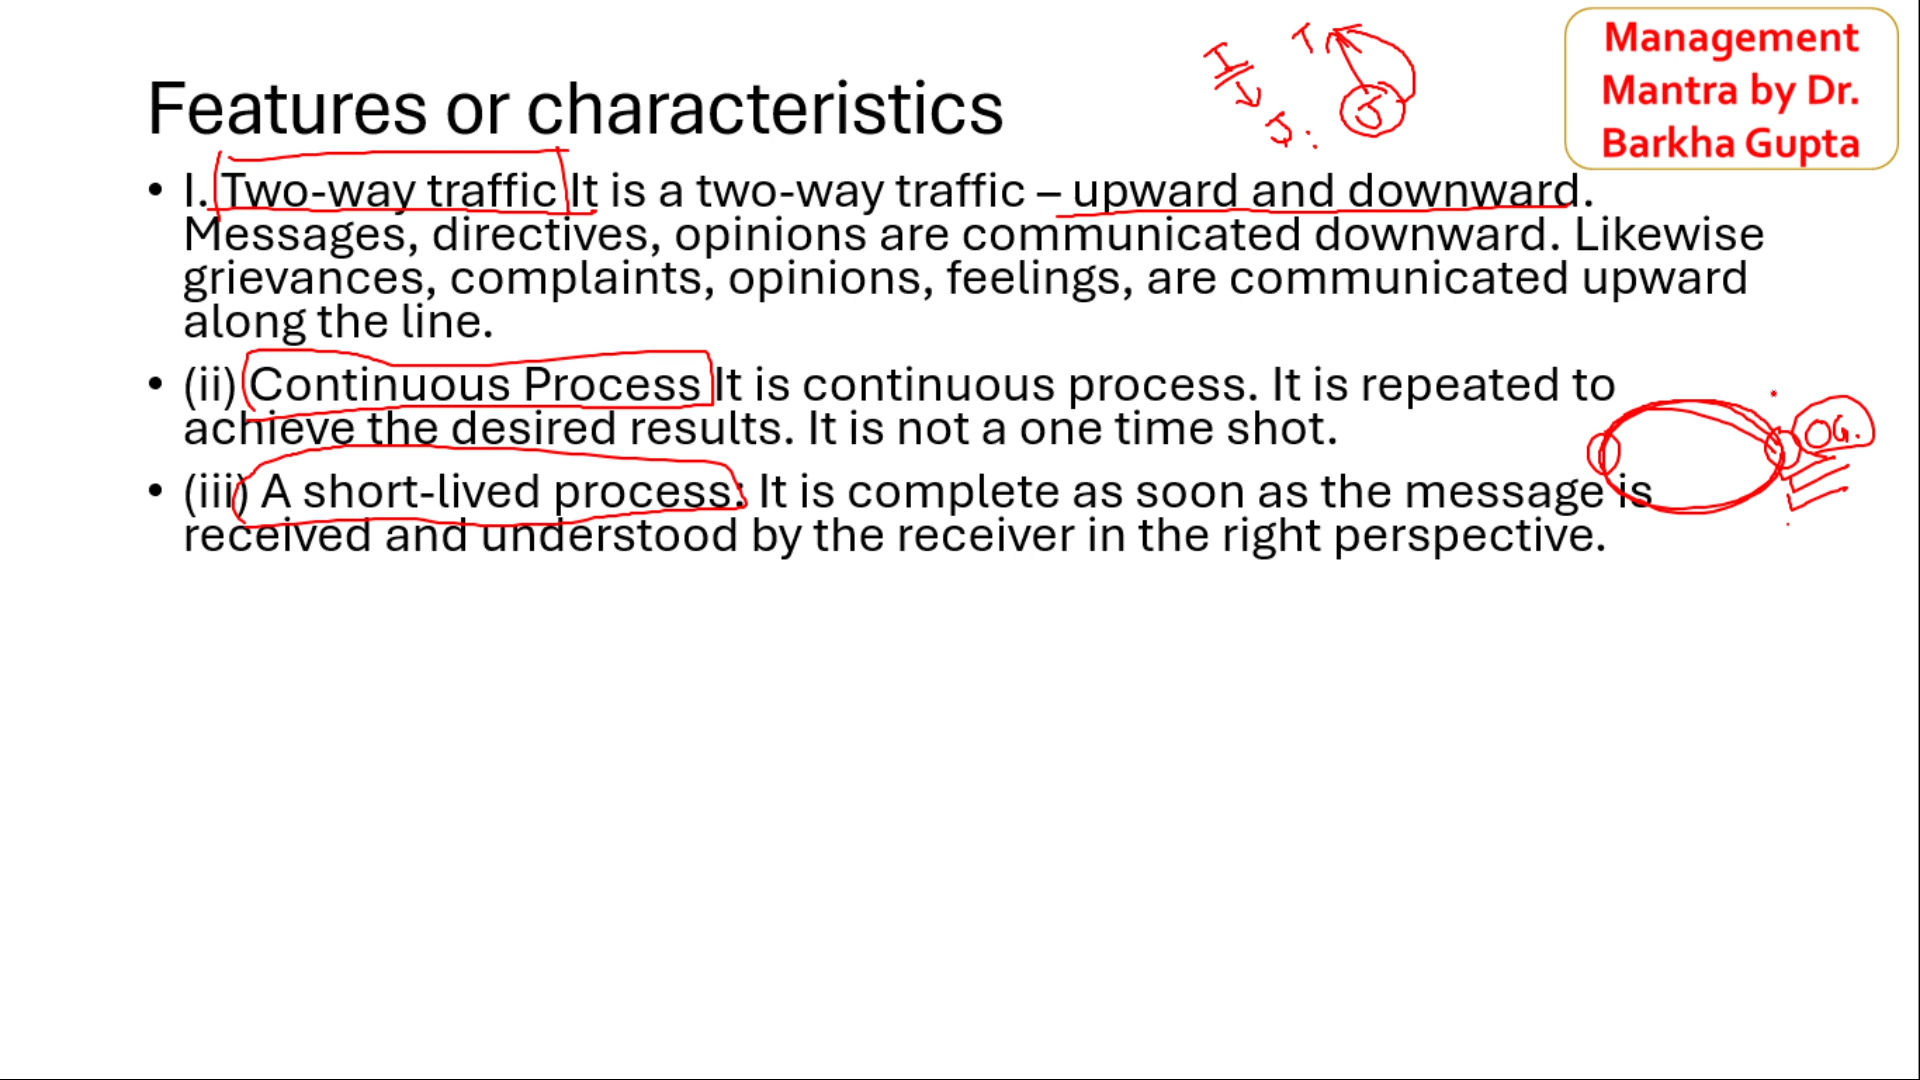 Management
Mantra by Dr.
Barkha Gupta
Features or characteristics
• I. Two-way traffic It is a two-way traffic – upward and downward.
Messages, directives, opinions are communicated downward. Likewise
grievances, complaints, opinions, feelings, are communicated upward
along the line.
• (ii) Continuous Process It is continuous process. It is repeated to
achieve the desired results. It is not a one time shot.
• (iii) A short-lived process: It is complete as soon as the message is
received and understood by the receiver in the right perspective.
OG.